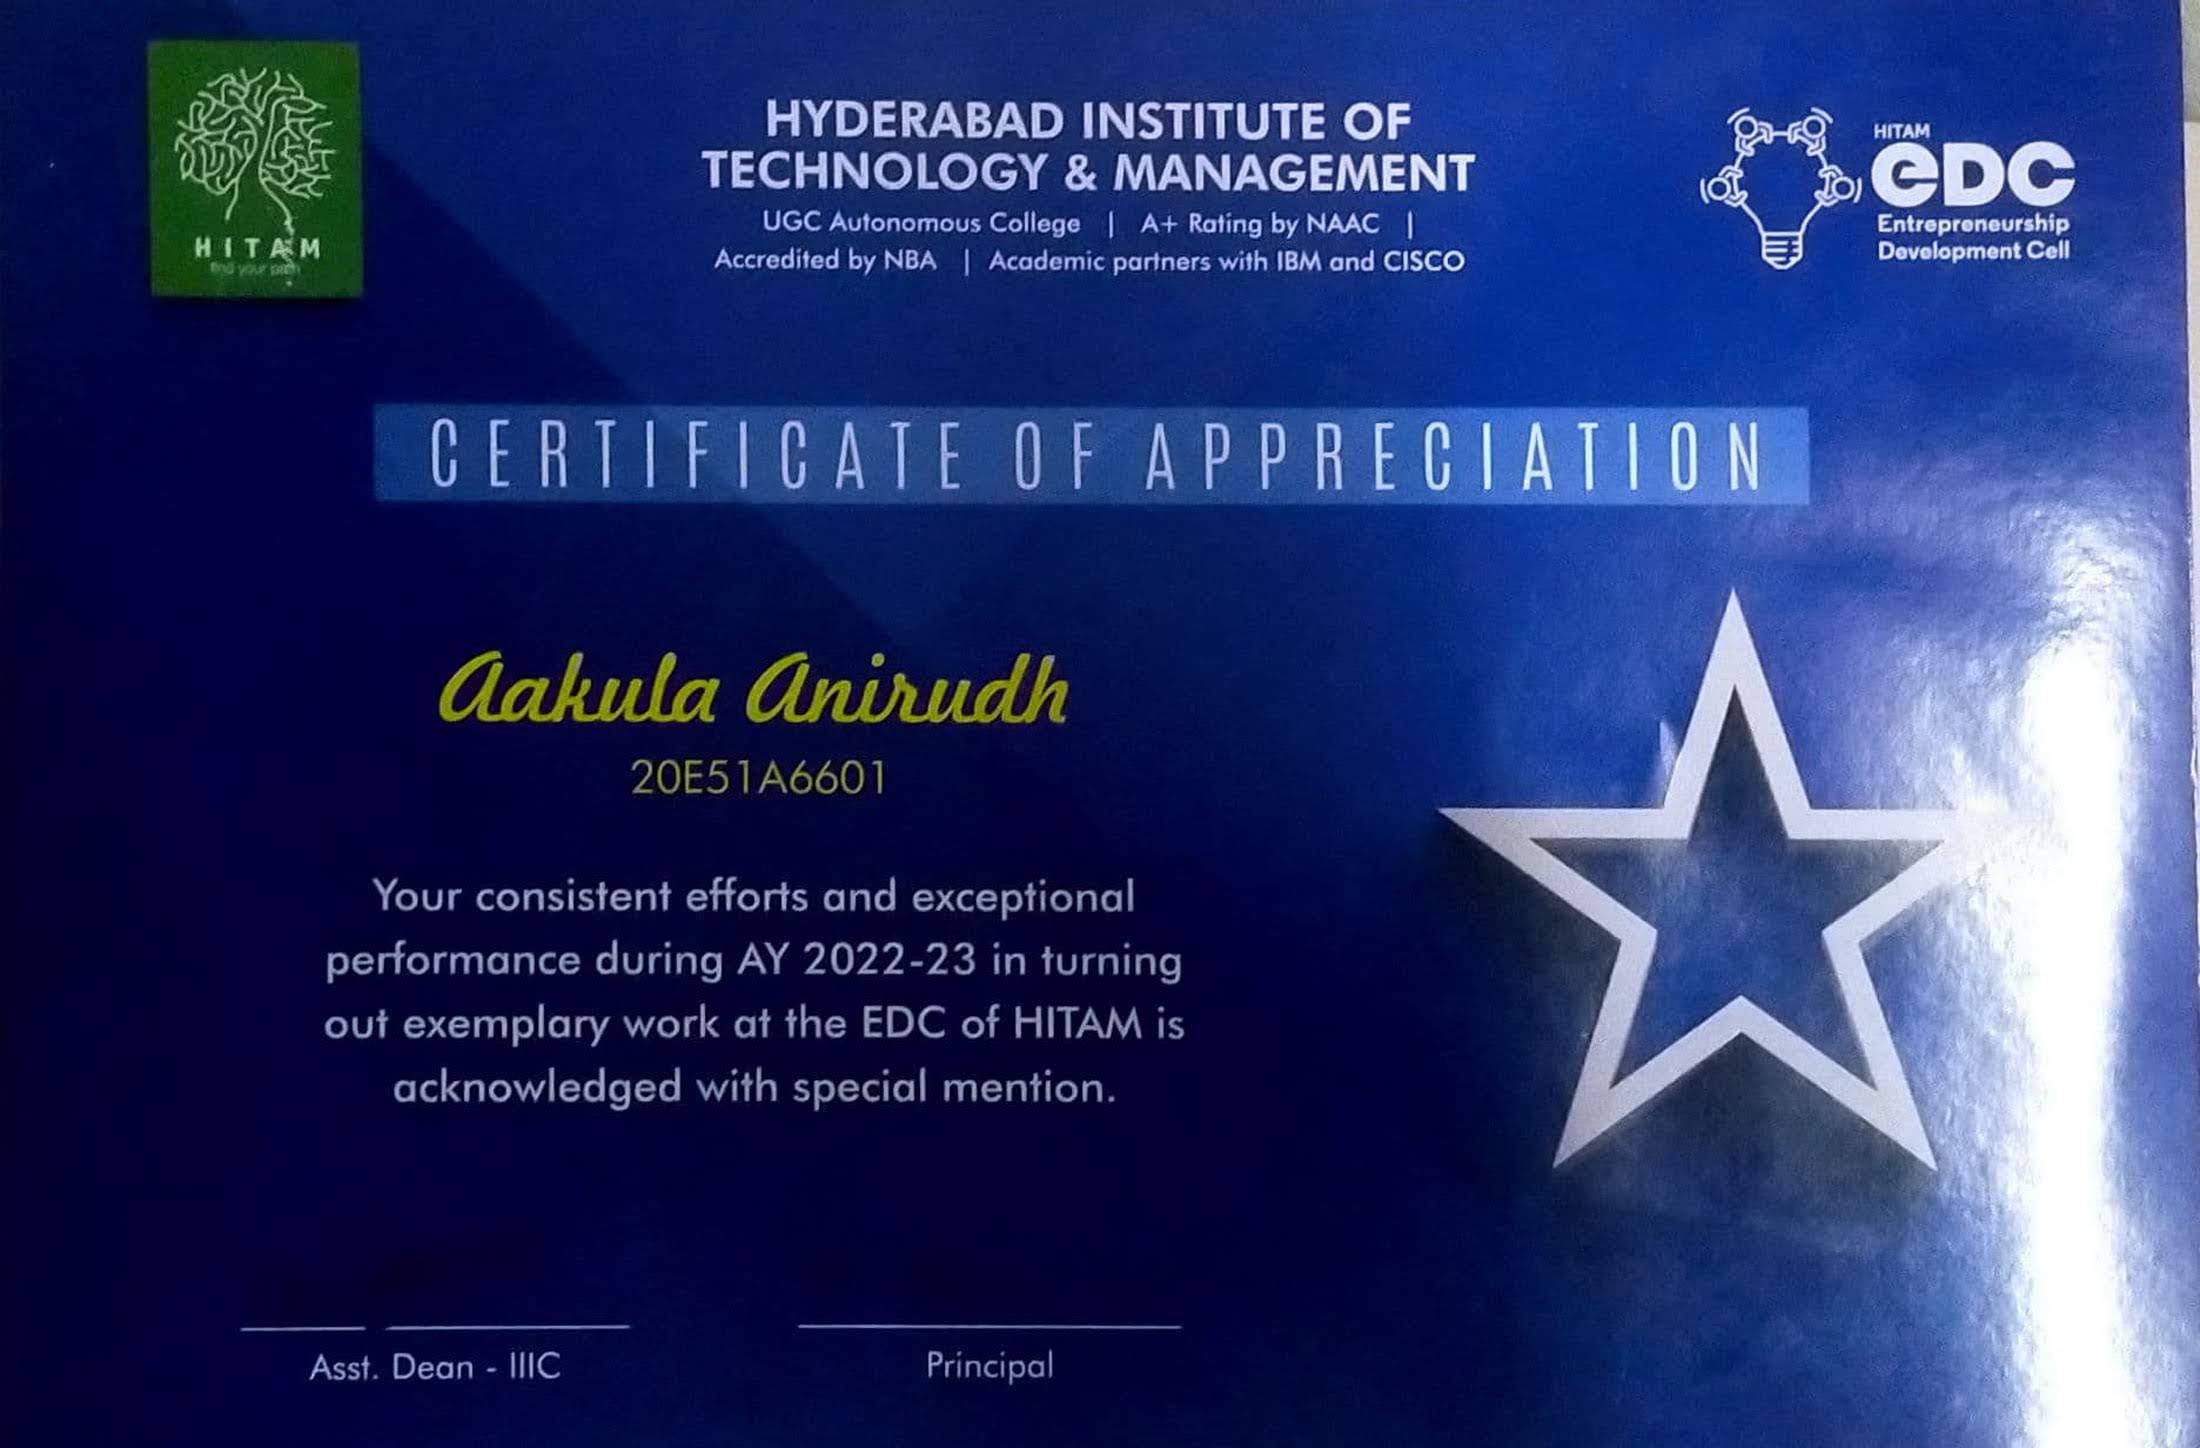 HITAM
find your path
HYDERABAD INSTITUTE OF
TECHNOLOGY & MANAGEMENT
UGC Autonomous College | A+ Rating by NAAC |
Accredited by NBA | Academic partners with IBM and CISCO
HITAM
eDC
Entrepreneurship
Development Cell
CERTIFICATE OF APPRECIATION
Aakula Anirudh
20E51A6601
Your consistent efforts and exceptional
performance during AY 2022-23 in turning
out exemplary work at the EDC of HITAM is
acknowledged with special mention.
Asst. Dean - IIIC
Principal